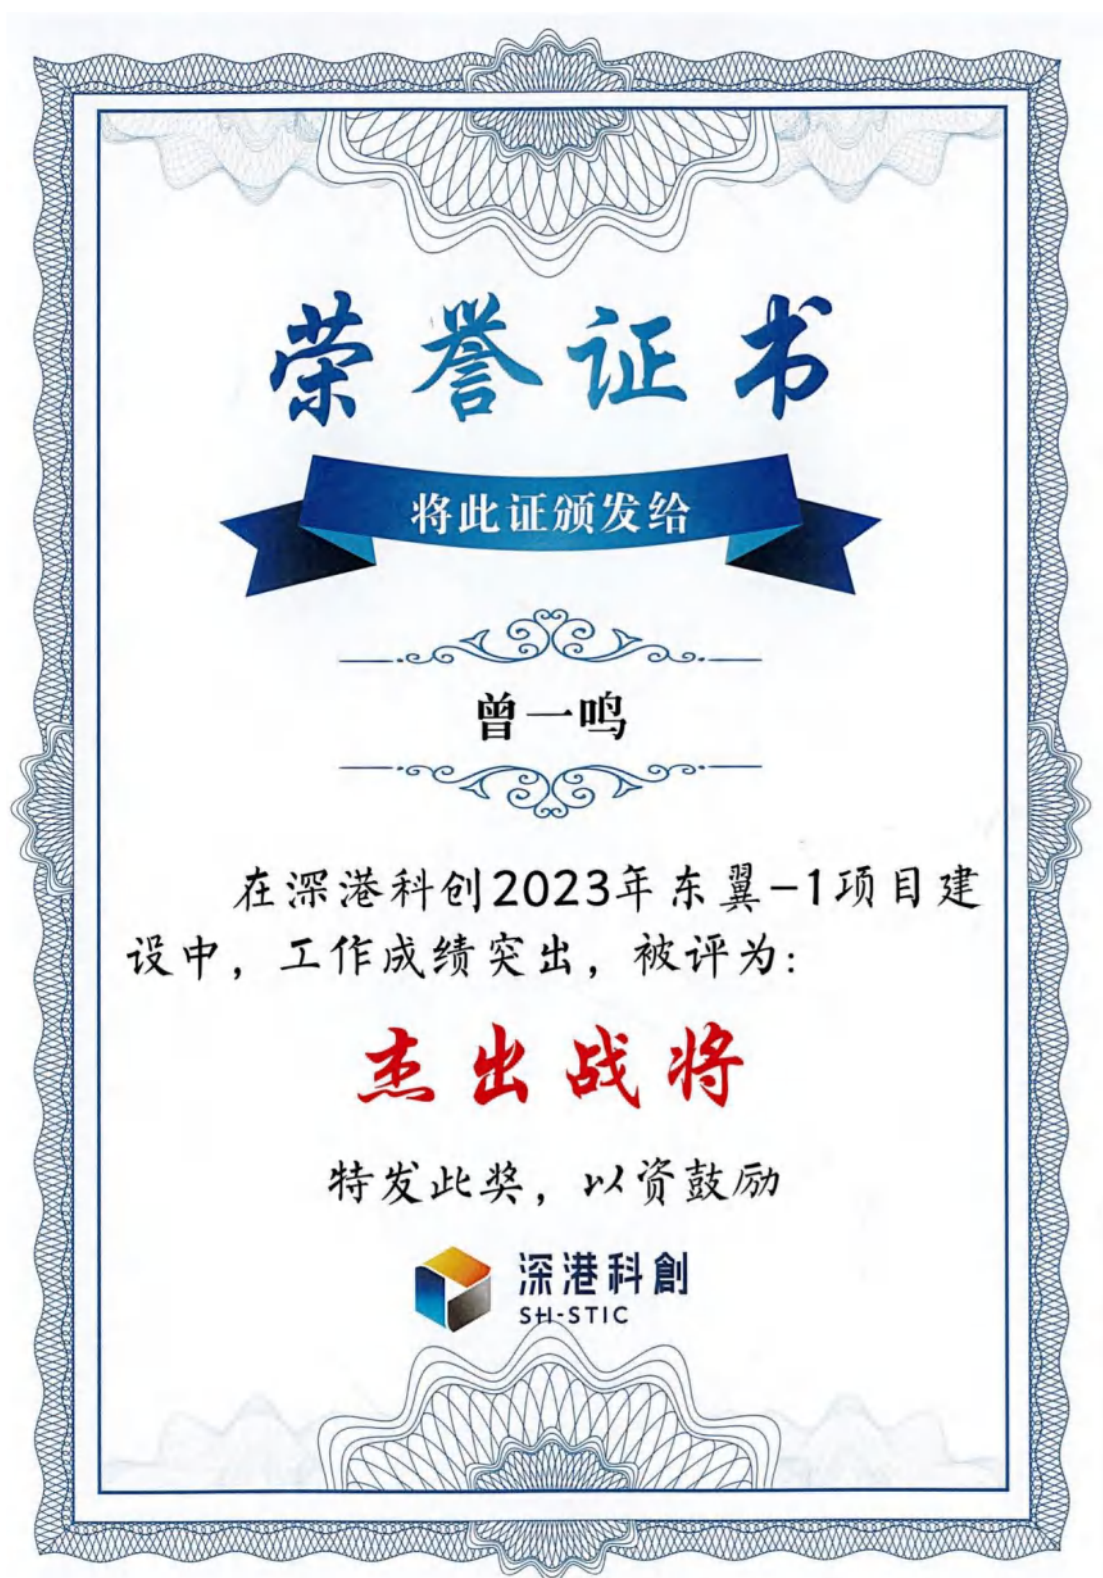 荣誉证书
将此证颁发给
曾一鸣
在深港科创2023年东翼-1项目建
设中，工作成绩突出，被评为：
杰出战将
特发此奖，以资鼓励
深港科創
SH-STIC